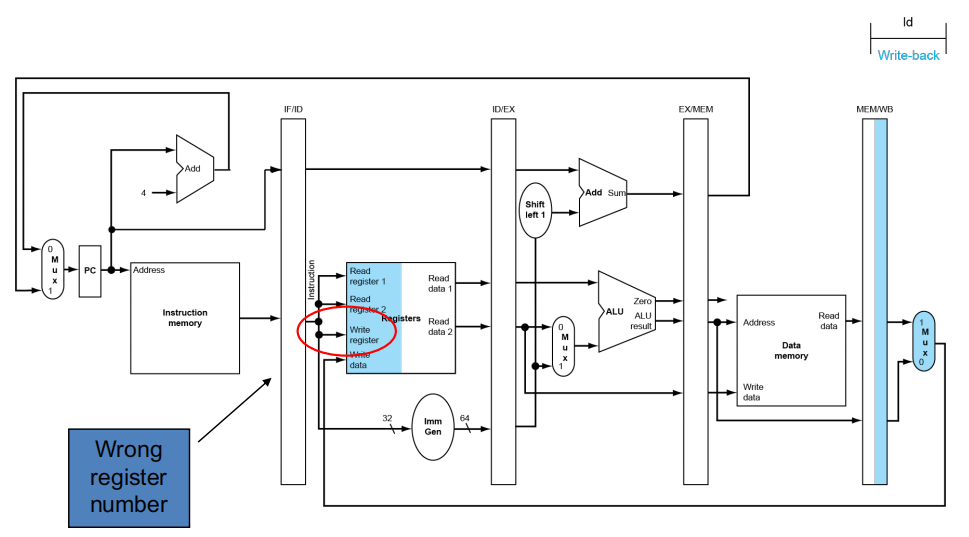 ld
Write-back
IF/ID
ID/EX
EX/MEM
MEM/WB
Add
4
Add Sum
Shift
left 1
0
M
u
x
1
PC
Address
Instruction
memory
Instruction
Read
register 1
Read
register 2
Registers
Write
register
Write
data
Read
data 1
Read
data 2
0
M
u
x
1
Zero
ALU
ALU
result
Address
Read
data
Data
memory
Write
data
1
M
u
x
0
32
Imm
Gen
64
Wrong
register
number